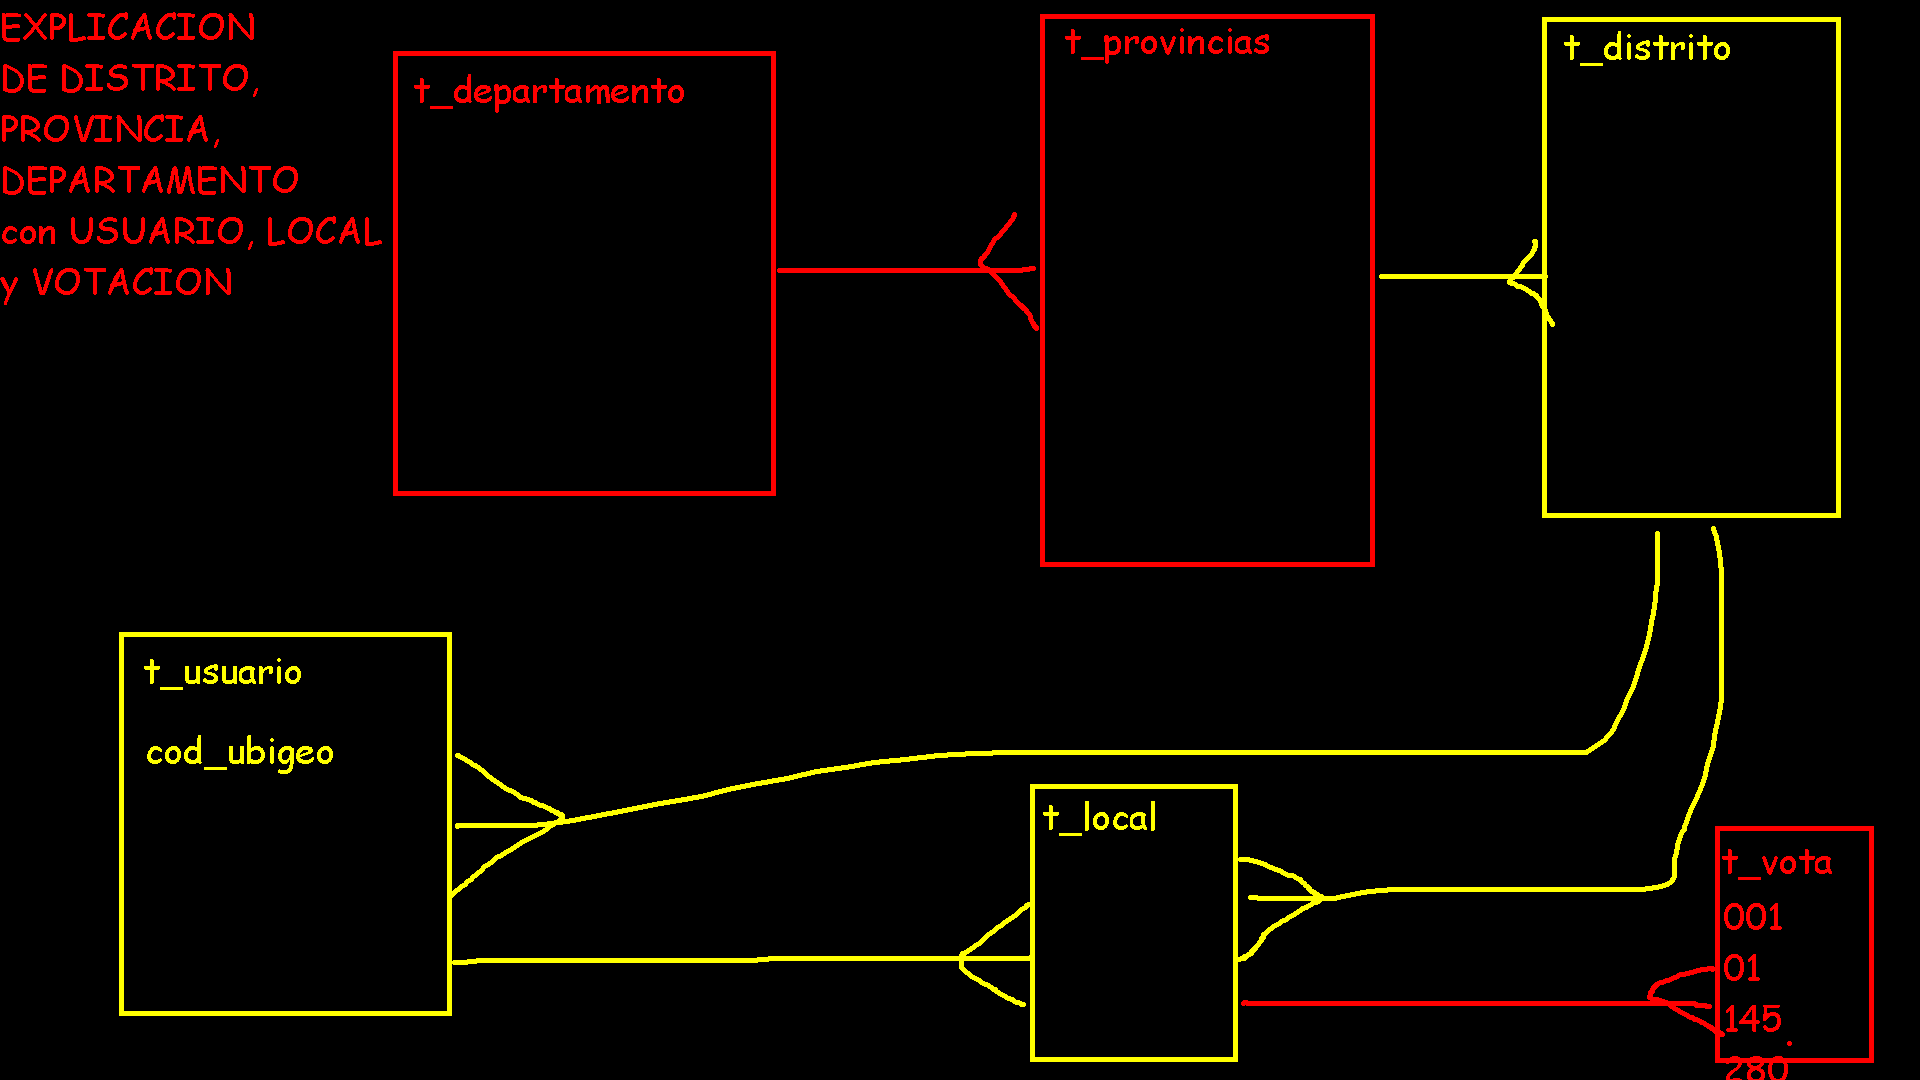 EXPLICACION
DE DISTRITO,
PROVINCIA,
DEPARTAMENTO
con USUARIO, LOCAL
y VOTACION
t_departamento
t_provincias
t_distrito
t_usuario
cod_ubigeo
t_local
t_vota
001
01
145
280